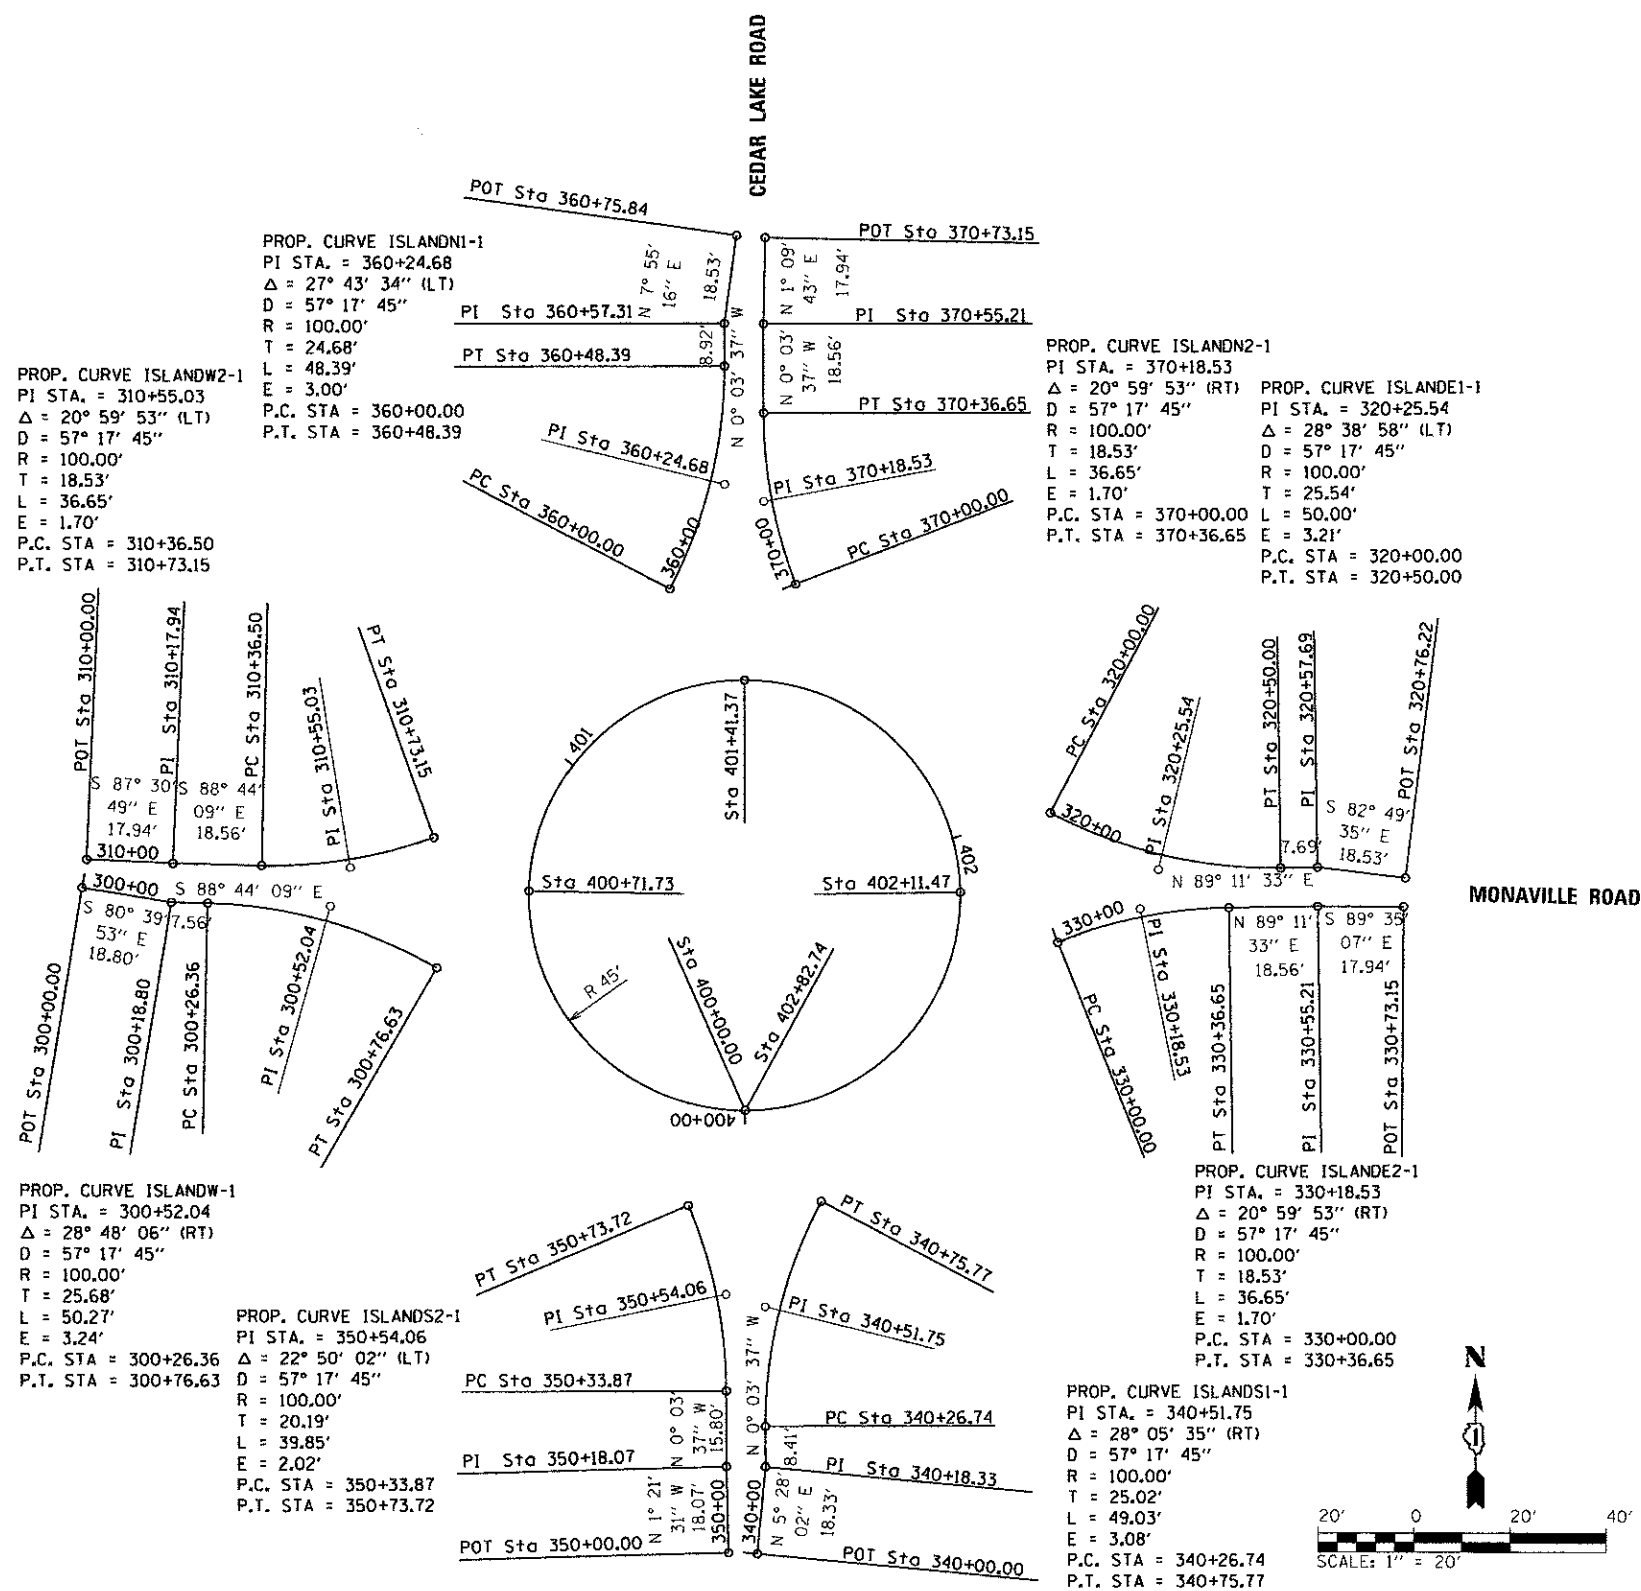 CEDAR LAKE ROAD
POT Sta 360+75.84
POT Sta 370+73.15
PROP. CURVE ISLANDN1-1
PI STA. = 360+24.68
Δ = 27° 43' 34" (LT)
D = 57° 17' 45"
R = 100.00'
T = 24.68'
L = 48.39'
E = 3.00'
P.C. STA = 360+00.00
P.T. STA = 360+48.39
N 7° 55'
16" E
18.53'
N 1° 09'
43" E
17.94'
PI Sta 360+57.31
PI Sta 370+55.21
PT Sta 360+48.39
8.92'
N 0° 03' 37" W
N 0° 03'
37" W
18.56'
PT Sta 370+36.65
PI Sta 360+24.68
PI Sta 370+18.53
PC Sta 360+00.00
PC Sta 370+00.00
360+00
370+00
PROP. CURVE ISLANDN2-1
PI STA. = 370+18.53
Δ = 20° 59' 53" (RT)
D = 57° 17' 45"
R = 100.00'
T = 18.53'
L = 36.65'
E = 1.70'
P.C. STA = 370+00.00
P.T. STA = 370+36.65
PROP. CURVE ISLANDE1-1
PI STA. = 320+25.54
Δ = 28° 38' 58" (LT)
D = 57° 17' 45"
R = 100.00'
T = 25.54'
L = 50.00'
E = 3.21'
P.C. STA = 320+00.00
P.T. STA = 320+50.00
PROP. CURVE ISLANDW2-1
PI STA. = 310+55.03
Δ = 20° 59' 53" (LT)
D = 57° 17' 45"
R = 100.00'
T = 18.53'
L = 36.65'
E = 1.70'
P.C. STA = 310+36.50
P.T. STA = 310+73.15
POT Sta 310+00.00
PI Sta 310+17.94
PC Sta 310+36.50
PI Sta 310+55.03
PT Sta 310+73.15
S 87° 30'
49" E
17.94'
S 88° 44'
09" E
18.56'
310+00
300+00
S 88° 44' 09" E
S 80° 39'
53" E
18.80'
7.56'
POT Sta 300+00.00
PI Sta 300+18.80
PC Sta 300+26.36
PI Sta 300+52.04
PT Sta 300+76.63
401
Sta 401+41.37
402
Sta 400+71.73
Sta 402+11.47
R 45'
Sta 400+00.00
Sta 402+82.74
400+00
PC Sta 320+00.00
PI Sta 320+25.54
PT Sta 320+50.00
PI Sta 320+57.69
POT Sta 320+76.22
320+00
7.69'
S 82° 49'
35" E
18.53'
N 89° 11' 33" E
MONAVILLE ROAD
330+00
N 89° 11'
33" E
18.56'
S 89° 35'
07" E
17.94'
PC Sta 330+00.00
PI Sta 330+18.53
PT Sta 330+36.65
PI Sta 330+55.21
POT Sta 330+73.15
PROP. CURVE ISLANDW-1
PI STA. = 300+52.04
Δ = 28° 48' 06" (RT)
D = 57° 17' 45"
R = 100.00'
T = 25.68'
L = 50.27'
E = 3.24'
P.C. STA = 300+26.36
P.T. STA = 300+76.63
PROP. CURVE ISLANDS2-1
PI STA. = 350+54.06
Δ = 22° 50' 02" (LT)
D = 57° 17' 45"
R = 100.00'
T = 20.19'
L = 39.85'
E = 2.02'
P.C. STA = 350+33.87
P.T. STA = 350+73.72
PT Sta 350+73.72
PI Sta 350+54.06
PC Sta 350+33.87
PI Sta 350+18.07
POT Sta 350+00.00
N 0° 03'
37" W
15.80'
N 1° 21'
31" W
18.07'
350+00
PT Sta 340+75.77
PI Sta 340+51.75
PC Sta 340+26.74
PI Sta 340+18.33
POT Sta 340+00.00
N 0° 03' 37" W
8.41'
340+00
N 5° 28'
02" E
18.33'
PROP. CURVE ISLANDE2-1
PI STA. = 330+18.53
Δ = 20° 59' 53" (RT)
D = 57° 17' 45"
R = 100.00'
T = 18.53'
L = 36.65'
E = 1.70'
P.C. STA = 330+00.00
P.T. STA = 330+36.65
PROP. CURVE ISLANDS1-1
PI STA. = 340+51.75
Δ = 28° 05' 35" (RT)
D = 57° 17' 45"
R = 100.00'
T = 25.02'
L = 49.03'
E = 3.08'
P.C. STA = 340+26.74
P.T. STA = 340+75.77
N
20' 0 20' 40'
SCALE: 1" = 20'